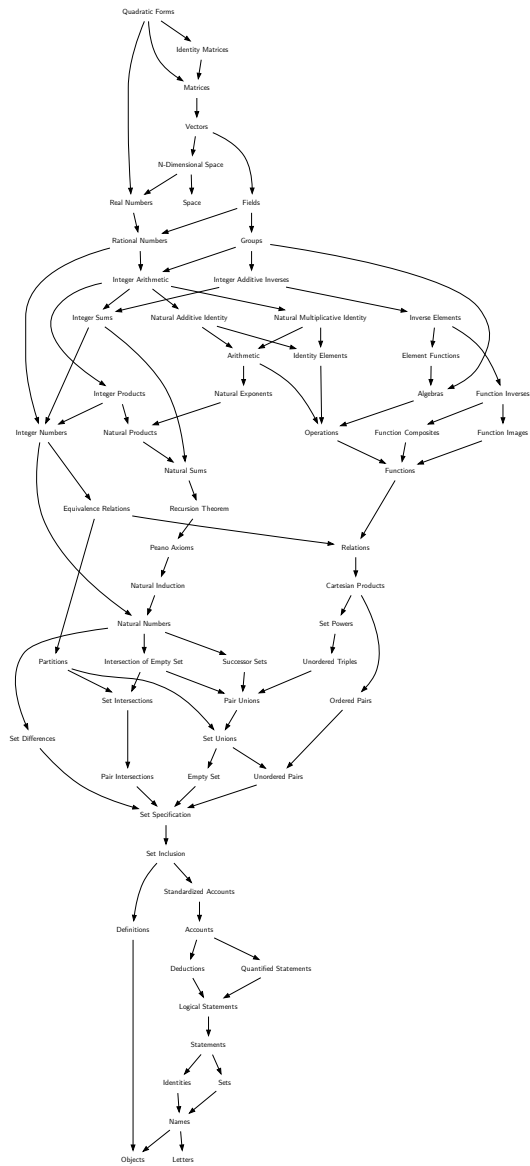 Quadratic Forms
Identity Matrices
Matrices
Vectors
N-Dimensional Space
Real Numbers
Space
Fields
Rational Numbers
Groups
Integer Arithmetic
Integer Additive Inverses
Integer Sums
Natural Additive Identity
Natural Multiplicative Identity
Inverse Elements
Arithmetic
Identity Elements
Element Functions
Integer Products
Natural Exponents
Algebras
Function Inverses
Integer Numbers
Natural Products
Operations
Function Composites
Function Images
Natural Sums
Functions
Equivalence Relations
Recursion Theorem
Peano Axioms
Relations
Natural Induction
Cartesian Products
Natural Numbers
Set Powers
Partitions
Intersection of Empty Set
Successor Sets
Unordered Triples
Set Intersections
Pair Unions
Ordered Pairs
Set Differences
Set Unions
Pair Intersections
Empty Set
Unordered Pairs
Set Specification
Set Inclusion
Standardized Accounts
Definitions
Accounts
Deductions
Quantified Statements
Logical Statements
Statements
Identities
Sets
Names
Objects
Letters